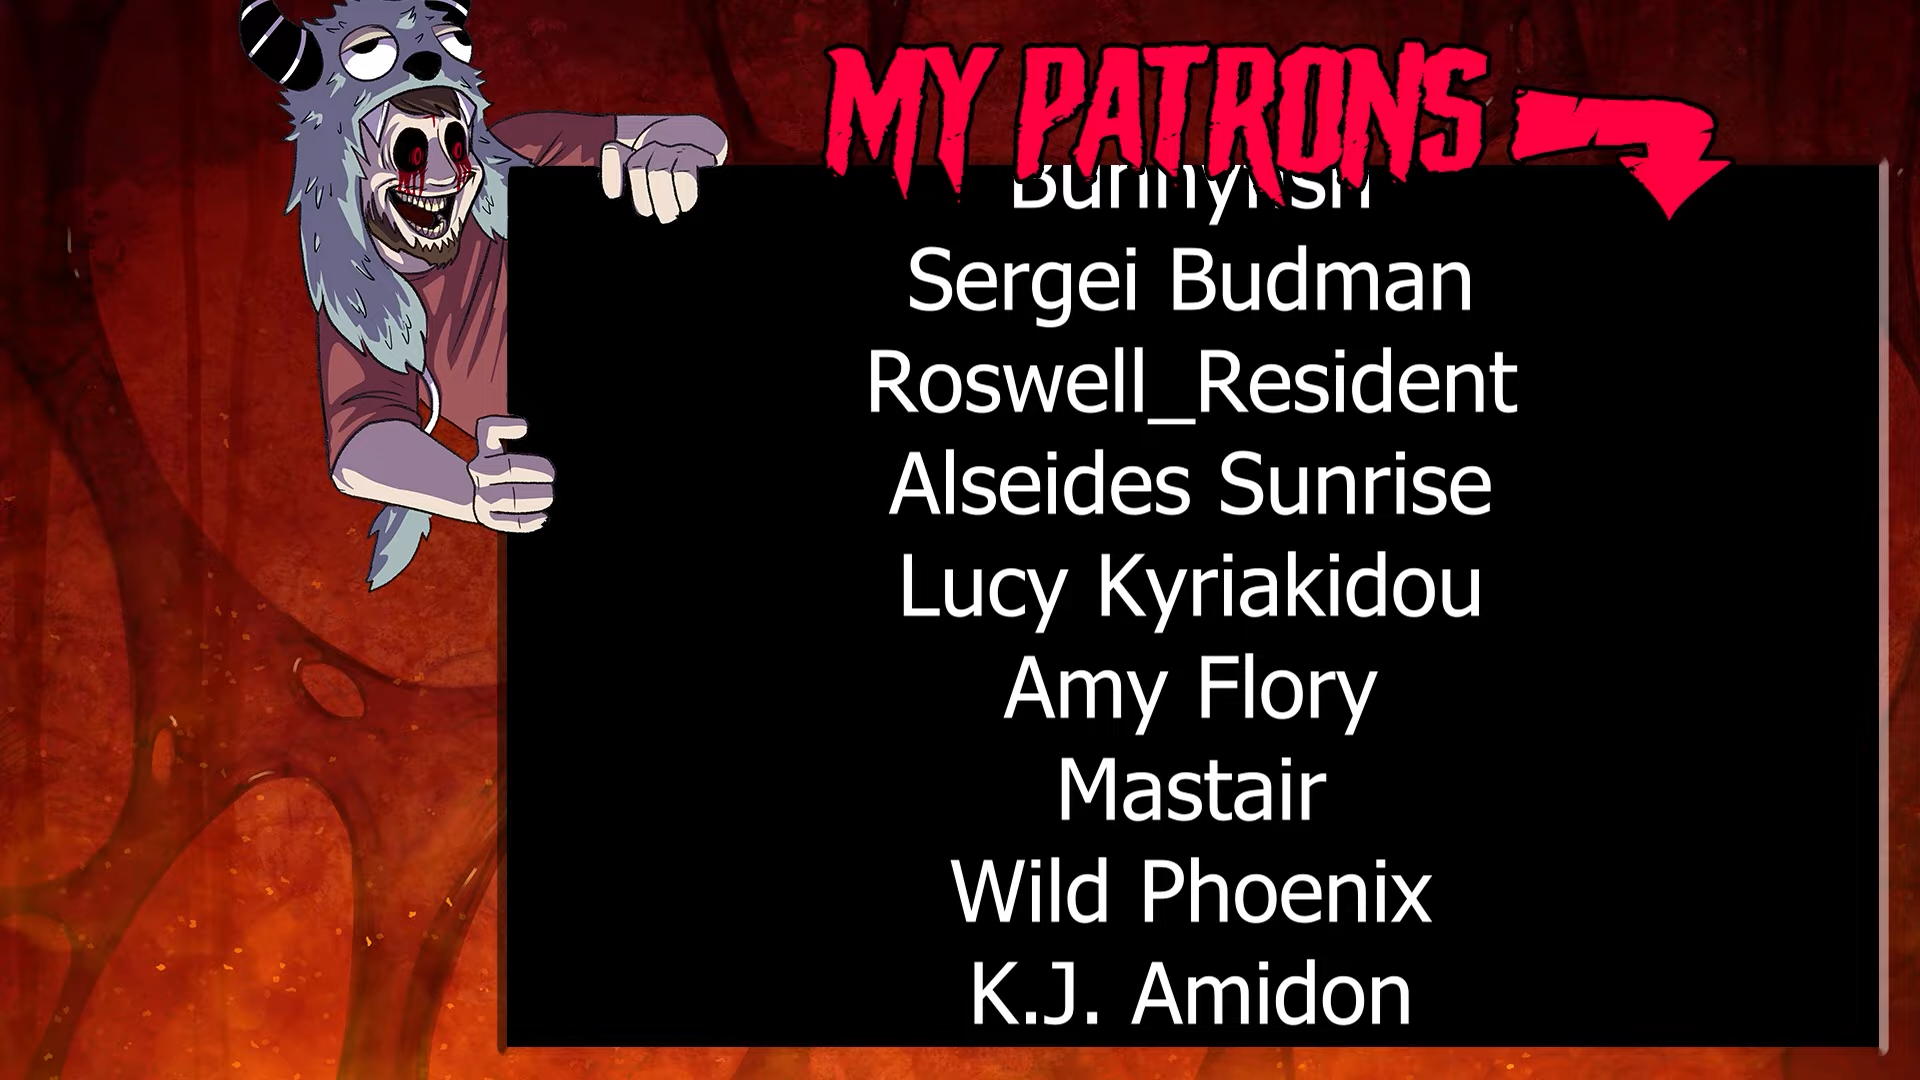 MY PATRONS
Sergei Budman
Roswell_Resident
Alseides Sunrise
Lucy Kyriakidou
Amy Flory
Mastair
Wild Phoenix
K.J. Amidon